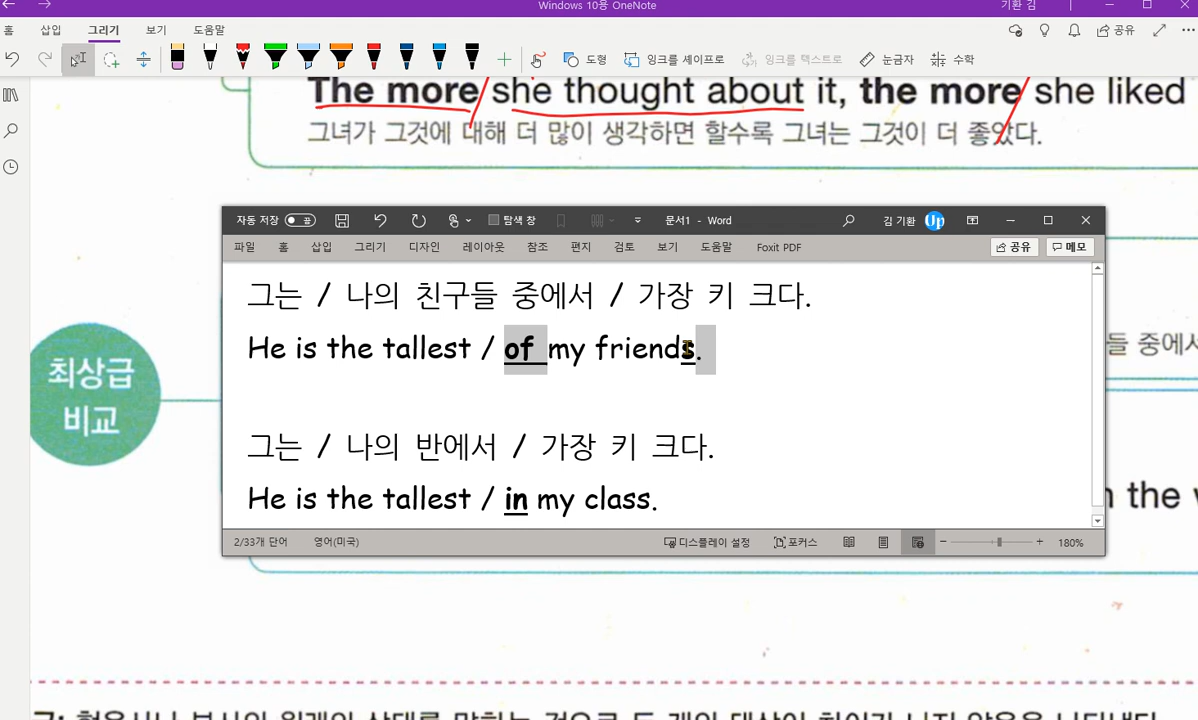 Windows 10용 OneNote
기환 김
홈 삽입 그리기 보기 도움말
공유
도형 잉크를 셰이프로 잉크를 텍스트로 눈금자 수학
The more she thought about it, the more she liked
그녀가 그것에 대해 더 많이 생각하면 할수록 그녀는 그것이 더 좋았다.
자동 저장 끔 탐색 창 문서1 - Word 김 기환
파일 홈 삽입 그리기 디자인 레이아웃 참조 편지 검토 보기 도움말 Foxit PDF 공유 메모
그는 / 나의 친구들 중에서 / 가장 키 크다.
He is the tallest / of my friends.
들 중에서
최상급
비교
그는 / 나의 반에서 / 가장 키 크다.
He is the tallest / in my class.
the
2/33개 단어 영어(미국) 디스플레이 설정 포커스 180%